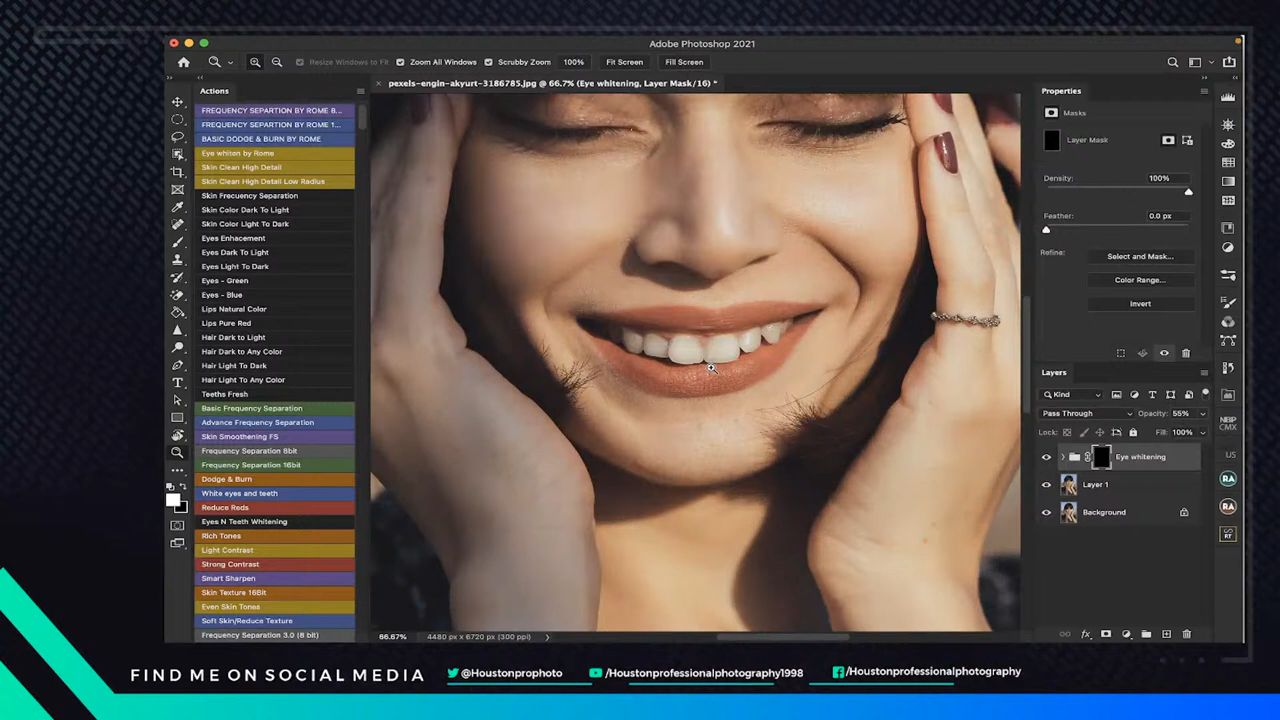 Adobe Photoshop 2021
Resize Windows to Fit
Zoom All Windows
Scrubby Zoom
100%
Fit Screen
Fill Screen
Actions
pexels-engin-akyurt-3186785.jpg @ 66.7% (Eye whitening, Layer Mask/16) *
FREQUENCY SEPARTION BY ROME 8...
FREQUENCY SEPARTION BY ROME 1...
BASIC DODGE & BURN BY ROME
Eye whiten by Rome
Skin Clean High Detail
Skin Clean High Detail Low Radius
Skin Frecuency Separation
Skin Color Dark To Light
Skin Color Light To Dark
Eyes Enhacement
Eyes Dark To Light
Eyes Light To Dark
Eyes - Green
Eyes - Blue
Lips Natural Color
Lips Pure Red
Hair Dark to Light
Hair Dark to Any Color
Hair Light To Dark
Hair Light To Any Color
Teeths Fresh
Basic Frequency Separation
Advance Frequency Separation
Skin Smoothening FS
Frequency Separation 8bit
Frequency Separation 16bit
Dodge & Burn
White eyes and teeth
Reduce Reds
Eyes N Teeth Whitening
Rich Tones
Light Contrast
Strong Contrast
Smart Sharpen
Skin Texture 16Bit
Even Skin Tones
Soft Skin/Reduce Texture
Frequency Separation 3.0 (8 bit)
66.67%
4480 px x 6720 px (300 ppi)
Properties
Masks
Layer Mask
Density:
100%
Feather:
0.0 px
Refine:
Select and Mask...
Color Range...
Invert
Layers
Kind
Pass Through
Opacity: 55%
Lock:
Fill: 100%
Eye whitening
Layer 1
Background
NBP
CMX
US
RA
RA
RT
FIND ME ON SOCIAL MEDIA
@Houstonprophoto
/Houstonprofessionalphotography1998
/Houstonprofessionalphotography